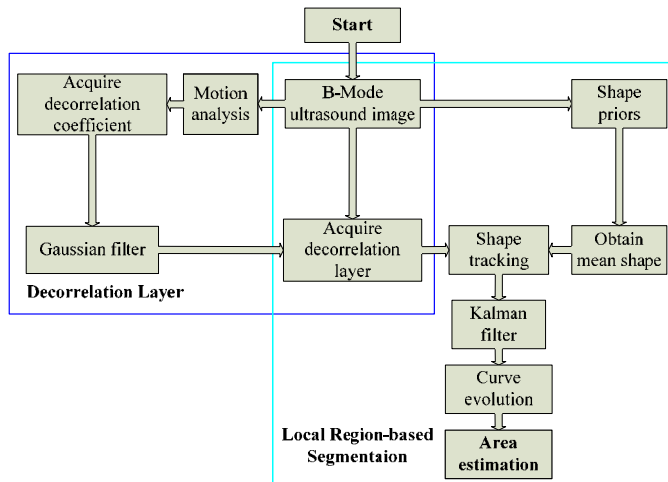 Start
Acquire
decorrelation
coefficient
Motion
analysis
B-Mode
ultrasound image
Shape
priors
Gaussian filter
Acquire
decorrelation
layer
Shape
tracking
Obtain
mean shape
Decorrelation Layer
Kalman
filter
Curve
evolution
Local Region-based
Segmentaion
Area
estimation